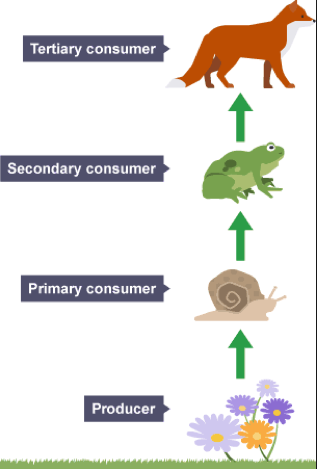 Tertiary consumer
Secondary consumer
Primary consumer
Producer